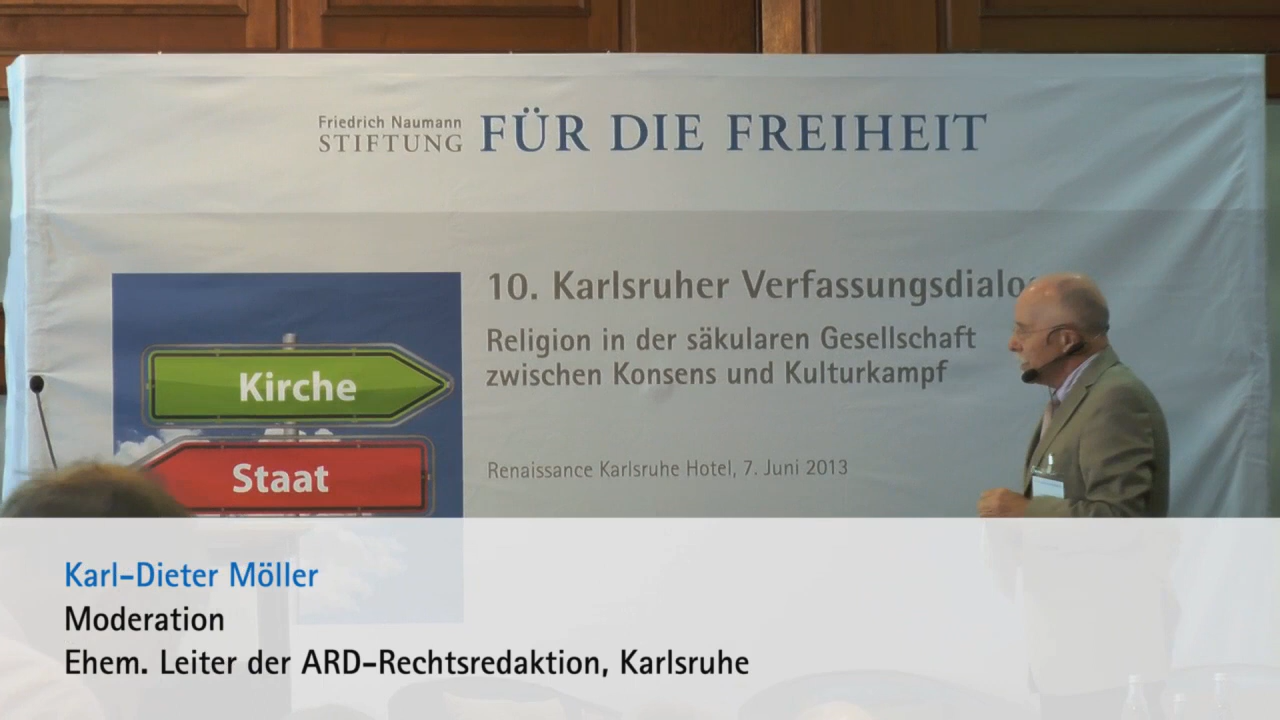 Friedrich Naumann
STIFTUNG FÜR DIE FREIHEIT
10. Karlsruher Verfassungsdialo
Religion in der säkularen Gesellschaft
zwischen Konsens und Kulturkampf
Kirche
Staat
Renaissance Karlsruhe Hotel, 7. Juni 2013
Karl-Dieter Möller
Moderation
Ehem. Leiter der ARD-Rechtsredaktion, Karlsruhe